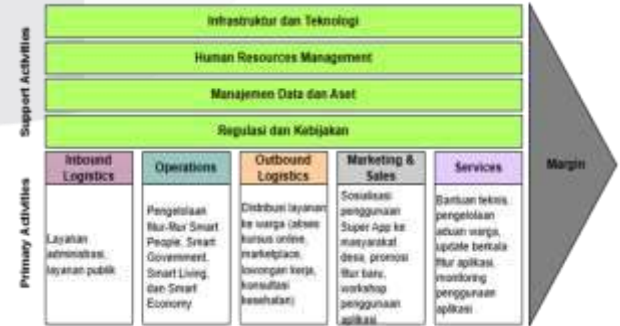 Support Activities
Infrastruktur dan Teknologi
Human Resources Management
Manajemen Data dan Aset
Regulasi dan Kebijakan
Primary Activities
Inbound
Logistics
Layanan
administrasi,
layanan publik
Operations
Pengelolaan
fitur-fitur Smart
People, Smart
Government,
Smart Living,
dan Smart
Economy
Outbound
Logistics
Distribusi layanan
ke warga (akses
kursus online,
marketplace,
lowongan kerja,
konsultasi
kesehatan)
Marketing &
Sales
Sosialisasi
penggunaan
Super App ke
masyarakat
desa, promosi
fitur baru,
workshop
penggunaan
aplikasi
Services
Bantuan teknis,
pengelolaan
aduan warga,
update berkala
fitur aplikasi,
monitoring
penggunaan
aplikasi
Margin